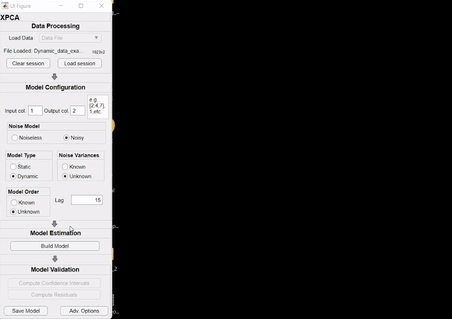 UI Figure
XPCA
Data Processing
Load Data Data File
File Loaded: Dynamic_data_exa... 1023x2
Clear session Load session
Model Configuration
Input col. 1 Output col. 2
[2,4,7],
1,etc
Noise Model
Noiseless Noisy
Model Type Noise Variances
Static Known
Dynamic Unknown
Model Order
Known
Unknown
Lag 15
Model Estimation
Build Model
Model Validation
Compute Confidence Intervals
Compute Residuals
Save Model Adv. Options